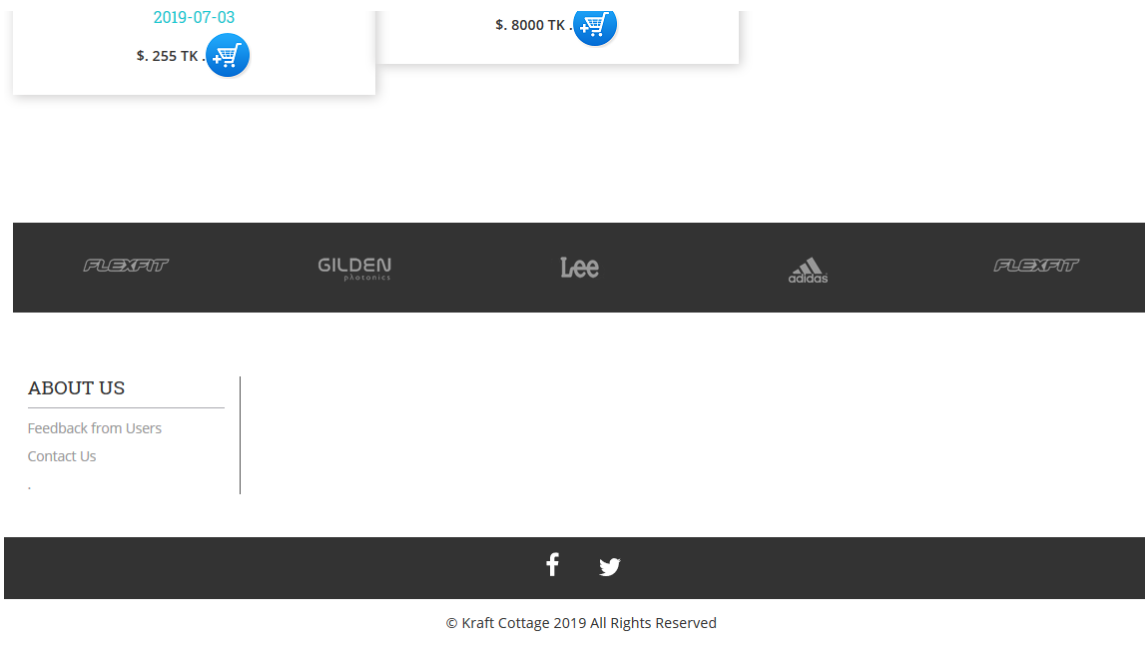 2019-07-03
$. 255 TK .
$. 8000 TK .
FLEXFIT
GILDEN
photonics
Lee
adidas
FLEXFIT
ABOUT US
Feedback from Users
Contact Us
.
© Kraft Cottage 2019 All Rights Reserved